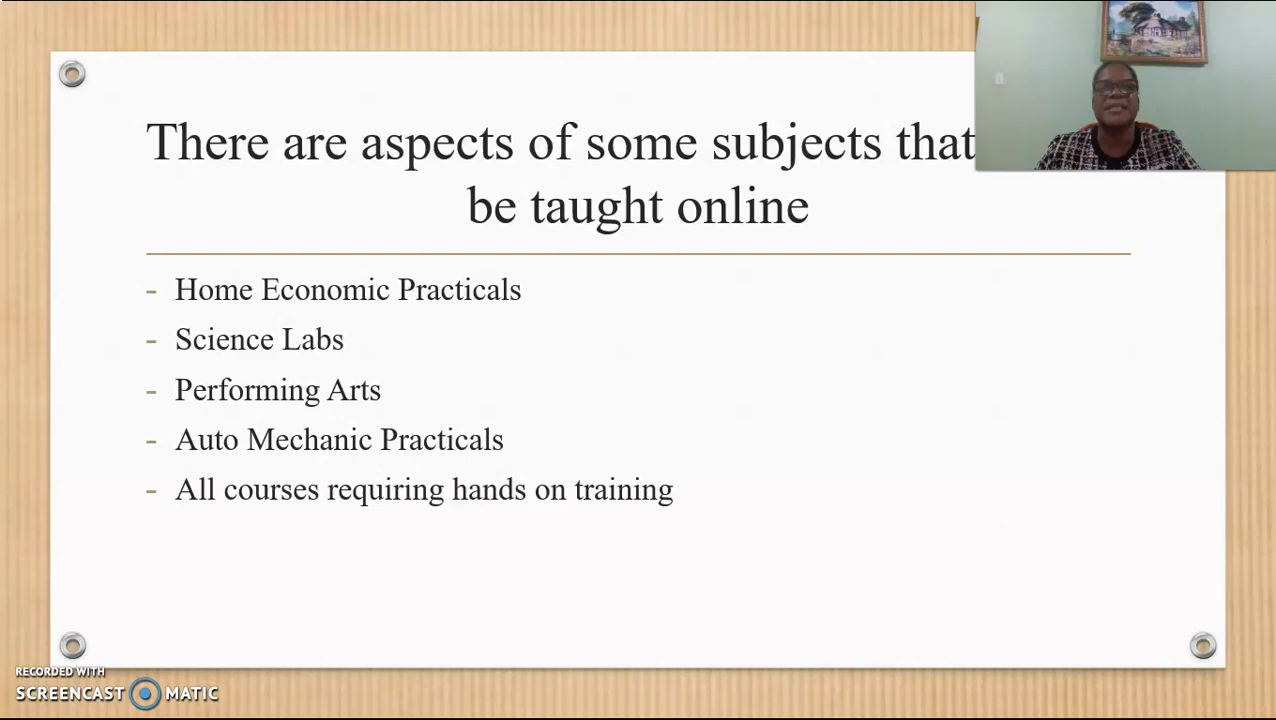 There are aspects of some subjects that
be taught online
- Home Economic Practicals
- Science Labs
- Performing Arts
- Auto Mechanic Practicals
- All courses requiring hands on training
RECORDED WITH
SCREENCAST MATIC